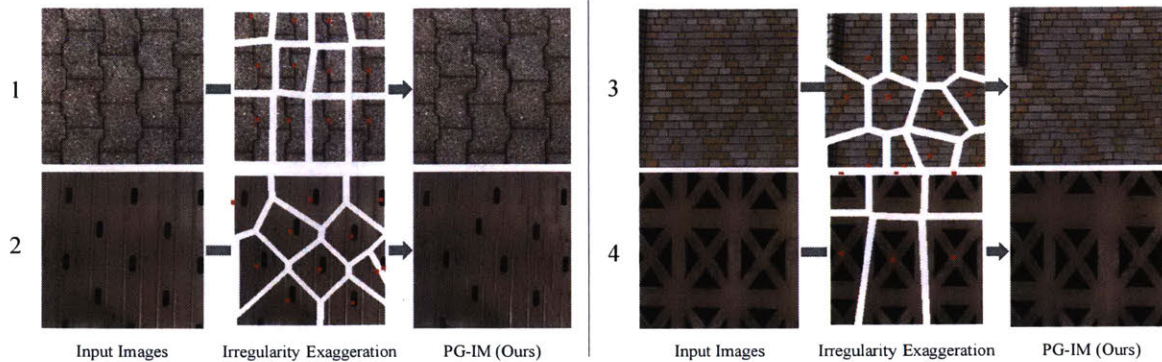 1
2
3
4
Input Images
Irregularity Exaggeration
PG-IM (Ours)
Input Images
Irregularity Exaggeration
PG-IM (Ours)